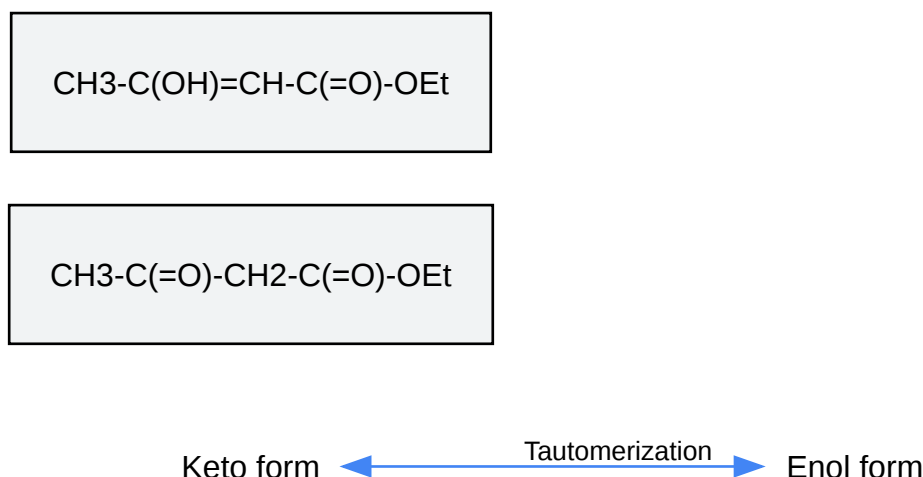 CH3-C(OH)=CH-C(=O)-OEt
CH3-C(=O)-CH2-C(=O)-OEt
Tautomerization
Keto form
Enol form